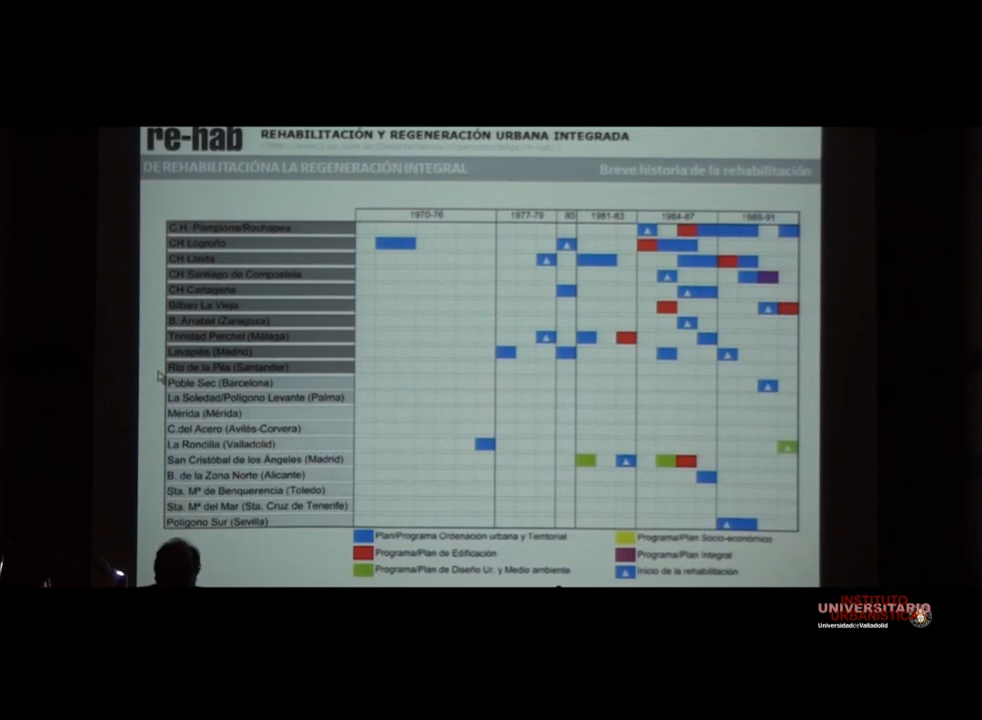 re-hab
REHABILITACIÓN Y REGENERACIÓN URBANA INTEGRADA
DE REHABILITACIÓNA LA REGENERACIÓN INTEGRAL
Breve historia de la rehabilitación
1970-76 1977-79 80 1981-83 1984-87 1988-91
C.H. Pamplona/Rochapea
CH Logroño
CH Lleida
CH Santiago de Compostela
CH Cartagena
Bilbao La Vieja
B. Arrabal (Zaragoza)
Trinidad Perchel (Málaga)
Lavapiés (Madrid)
Río de la Pila (Santander)
Poble Sec (Barcelona)
La Soledad/Polígono Levante (Palma)
Mérida (Mérida)
C.del Acero (Avilés-Corvera)
La Rondilla (Valladolid)
San Cristóbal de los Ángeles (Madrid)
B. de la Zona Norte (Alicante)
Sta. Mª de Benquerencia (Toledo)
Sta. Mª del Mar (Sta. Cruz de Tenerife)
Polígono Sur (Sevilla)
Plan/Programa Ordenación urbana y Territorial
Programa/Plan de Edificación
Programa/Plan de Diseño Ur. y Medio ambiente
Programa/Plan Socio-económico
Programa/Plan Integral
Inicio de la rehabilitación
INSTITUTO
UNIVERSITARIO
URBANÍSTICA
UniversidaddeValladolid